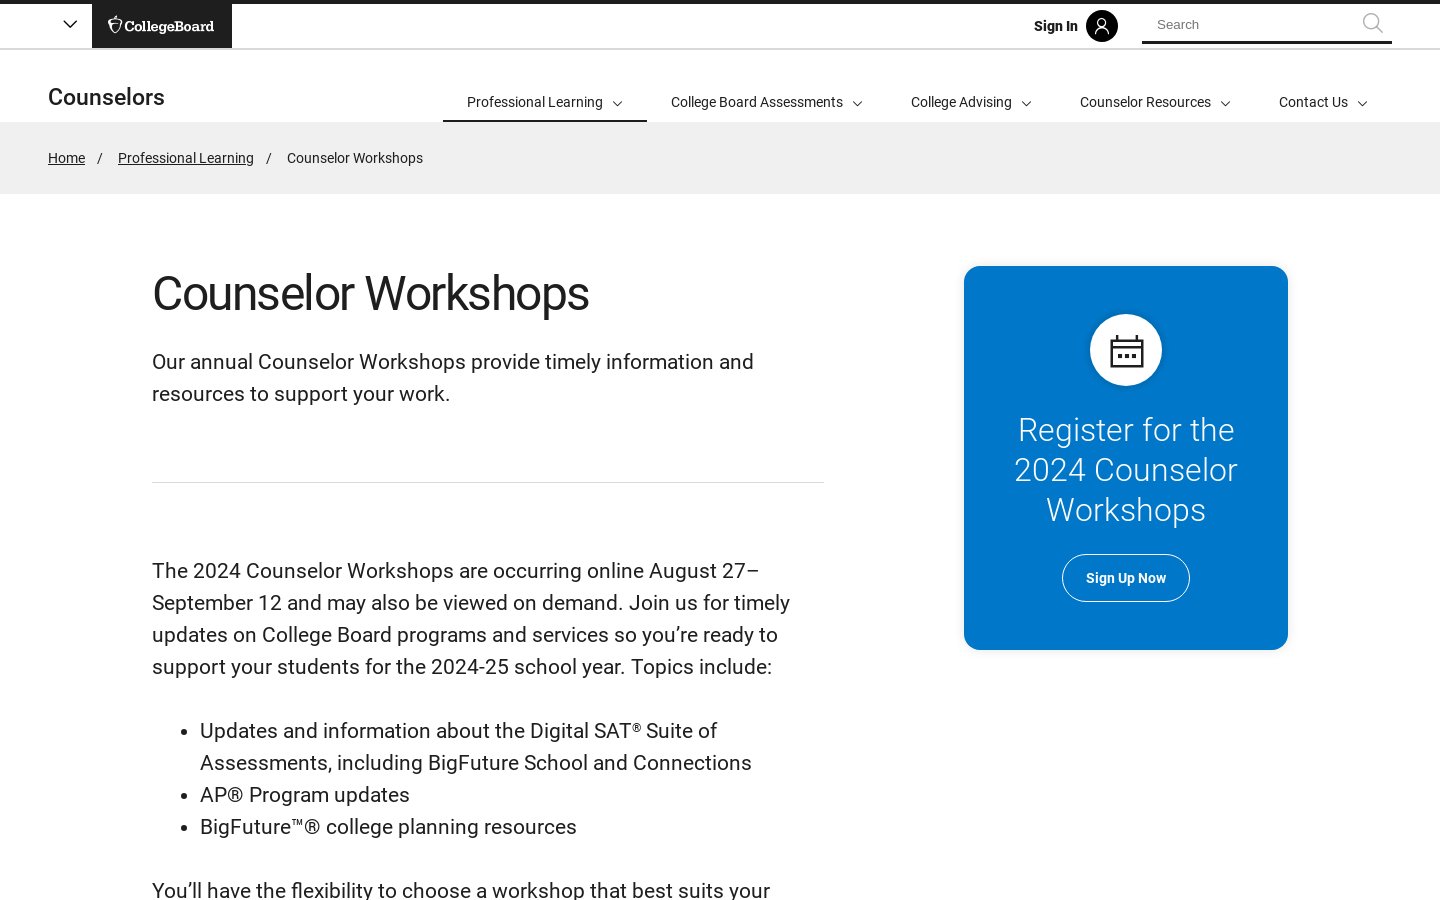 CollegeBoard
Sign In
Search
Counselors
Professional Learning
College Board Assessments
College Advising
Counselor Resources
Contact Us
Home / Professional Learning / Counselor Workshops
Counselor Workshops
Our annual Counselor Workshops provide timely information and
resources to support your work.
Register for the
2024 Counselor
Workshops
Sign Up Now
The 2024 Counselor Workshops are occurring online August 27–
September 12 and may also be viewed on demand. Join us for timely
updates on College Board programs and services so you’re ready to
support your students for the 2024-25 school year. Topics include:
• Updates and information about the Digital SAT® Suite of
Assessments, including BigFuture School and Connections
• AP® Program updates
• BigFuture™® college planning resources
You’ll have the flexibility to choose a workshop that best suits your